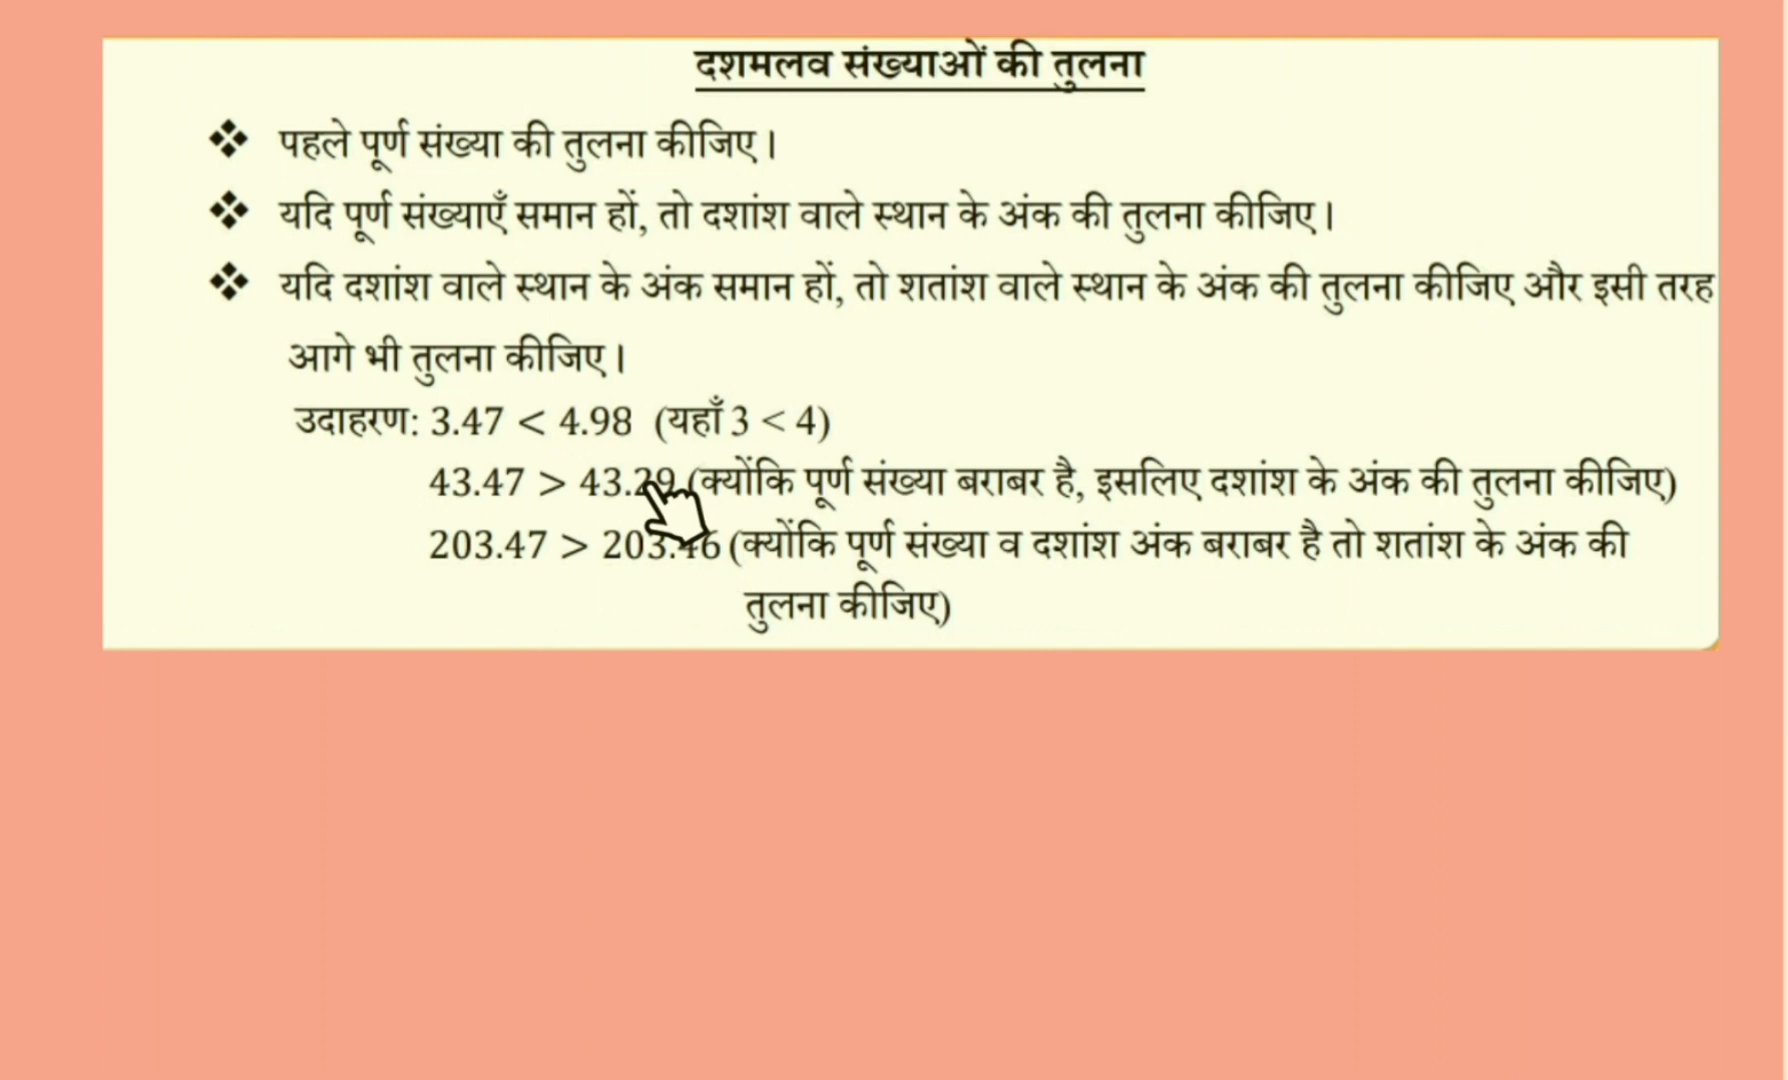 दशमलव संख्याओं की तुलना
❖ पहले पूर्ण संख्या की तुलना कीजिए।
❖ यदि पूर्ण संख्याएँ समान हों, तो दशांश वाले स्थान के अंक की तुलना कीजिए।
❖ यदि दशांश वाले स्थान के अंक समान हों, तो शतांश वाले स्थान के अंक की तुलना कीजिए और इसी तरह
आगे भी तुलना कीजिए।
उदाहरण: 3.47 < 4.98 (यहाँ 3 < 4)
43.47 > 43.29 (क्योंकि पूर्ण संख्या बराबर है, इसलिए दशांश के अंक की तुलना कीजिए)
203.47 > 203.46 (क्योंकि पूर्ण संख्या व दशांश अंक बराबर है तो शतांश के अंक की
तुलना कीजिए)